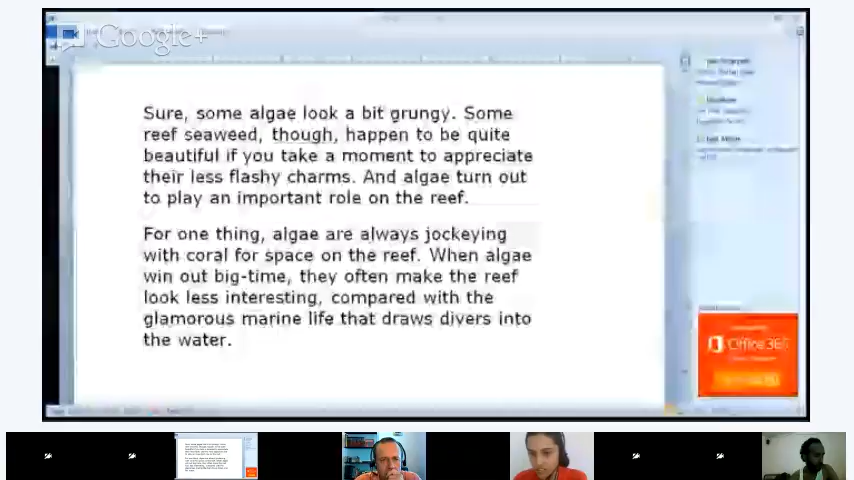 Google+
Sure, some algae look a bit grungy. Some
reef seaweed, though, happen to be quite
beautiful if you take a moment to appreciate
their less flashy charms. And algae turn out
to play an important role on the reef.
For one thing, algae are always jockeying
with coral for space on the reef. When algae
win out big-time, they often make the reef
look less interesting, compared with the
glamorous marine life that draws divers into
the water.
Office 365